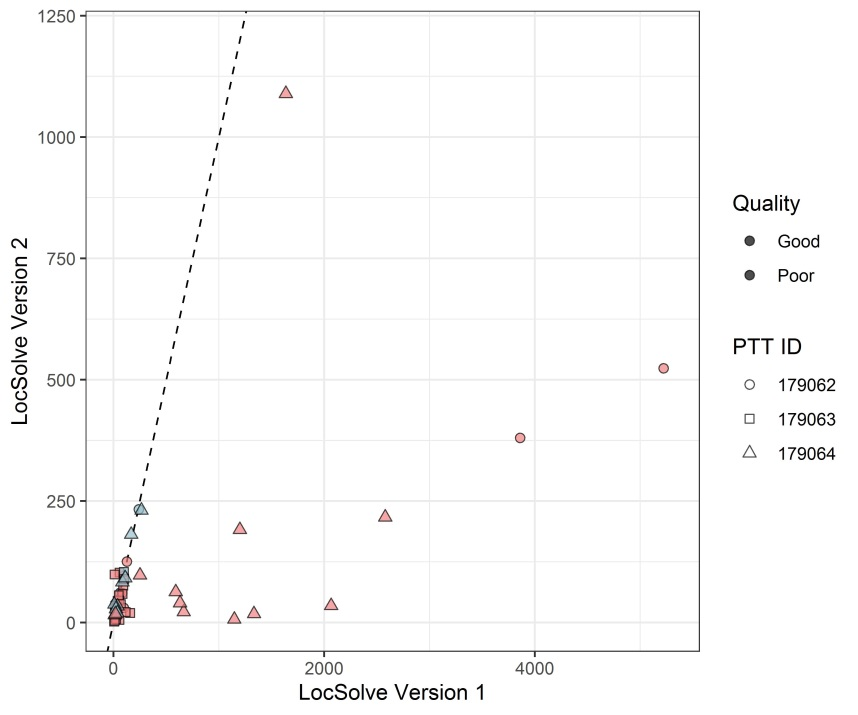 1250
1000
750
500
250
0
0
2000
4000
LocSolve Version 1
LocSolve Version 2
Quality
Good
Poor
PTT ID
179062
179063
179064